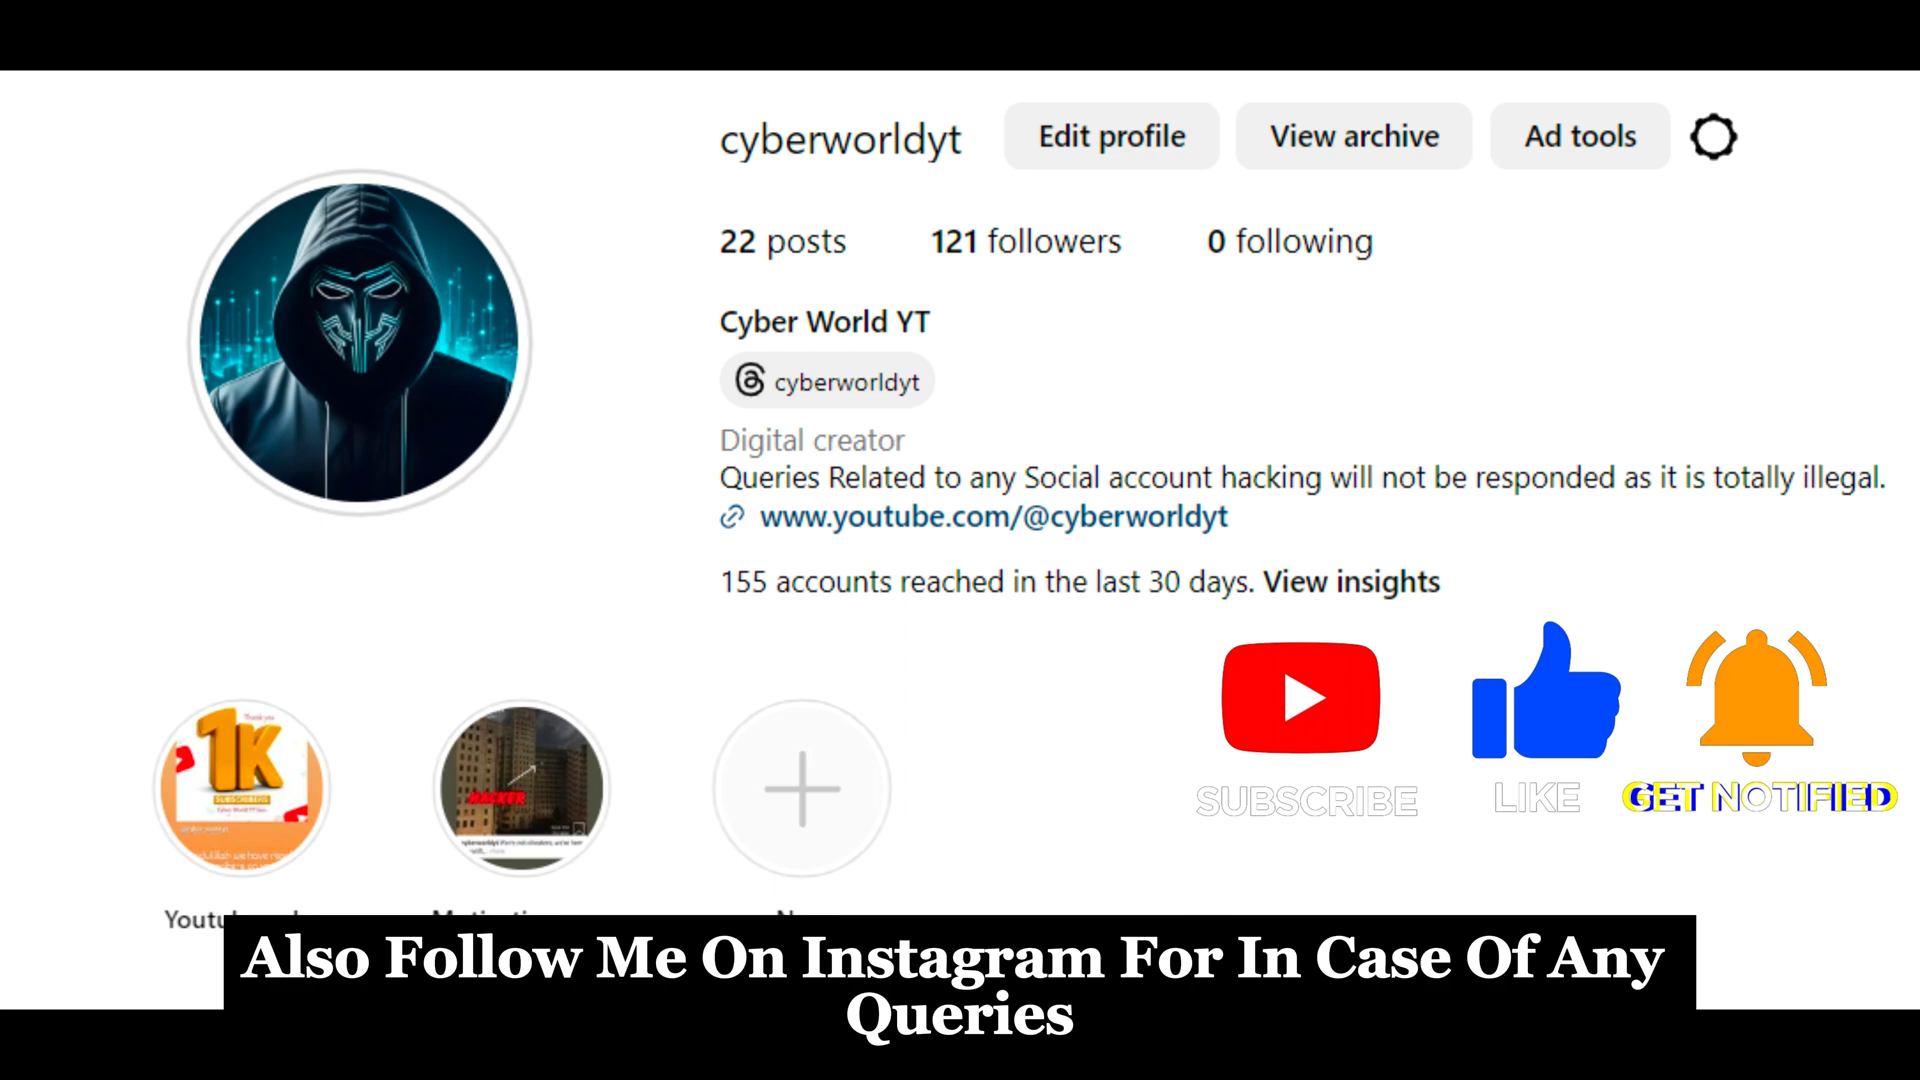 cyberworldyt Edit profile View archive Ad tools
22 posts 121 followers 0 following
Cyber World YT
cyberworldyt
Digital creator
Queries Related to any Social account hacking will not be responded as it is totally illegal.
www.youtube.com/@cyberworldyt
155 accounts reached in the last 30 days. View insights
Thank you
1K
SUBSCRIBERS
HACKER
SUBSCRIBE LIKE GET NOTIFIED
Also Follow Me On Instagram For In Case Of Any
Queries